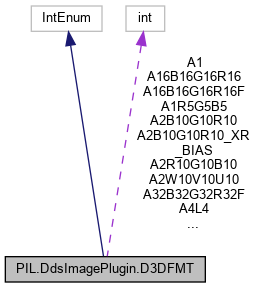 IntEnum
int
A1
A16B16G16R16
A16B16G16R16F
A1R5G5B5
A2B10G10R10
A2B10G10R10_XR
_BIAS
A2R10G10B10
A2W10V10U10
A32B32G32R32F
A4L4
...
PIL.DdsImagePlugin.D3DFMT